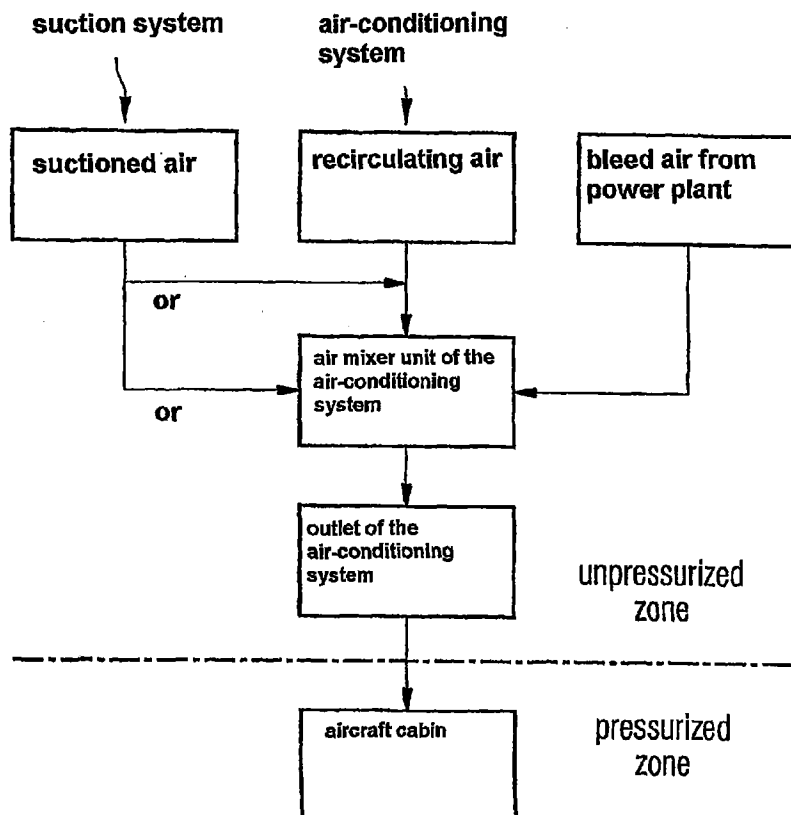 suction system
air-conditioning
system
suctioned air
recirculating air
bleed air from
power plant
or
air mixer unit of the
air-conditioning
system
or
outlet of the
air-conditioning
system
unpressurized
zone
aircraft cabin
pressurized
zone